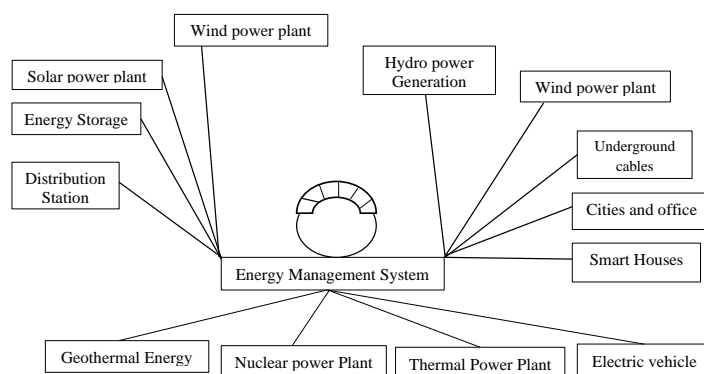 Wind power plant
Solar power plant
Energy Storage
Distribution
Station
Hydro power
Generation
Wind power plant
Underground
cables
Cities and office
Smart Houses
Energy Management System
Geothermal Energy
Nuclear power Plant
Thermal Power Plant
Electric vehicle